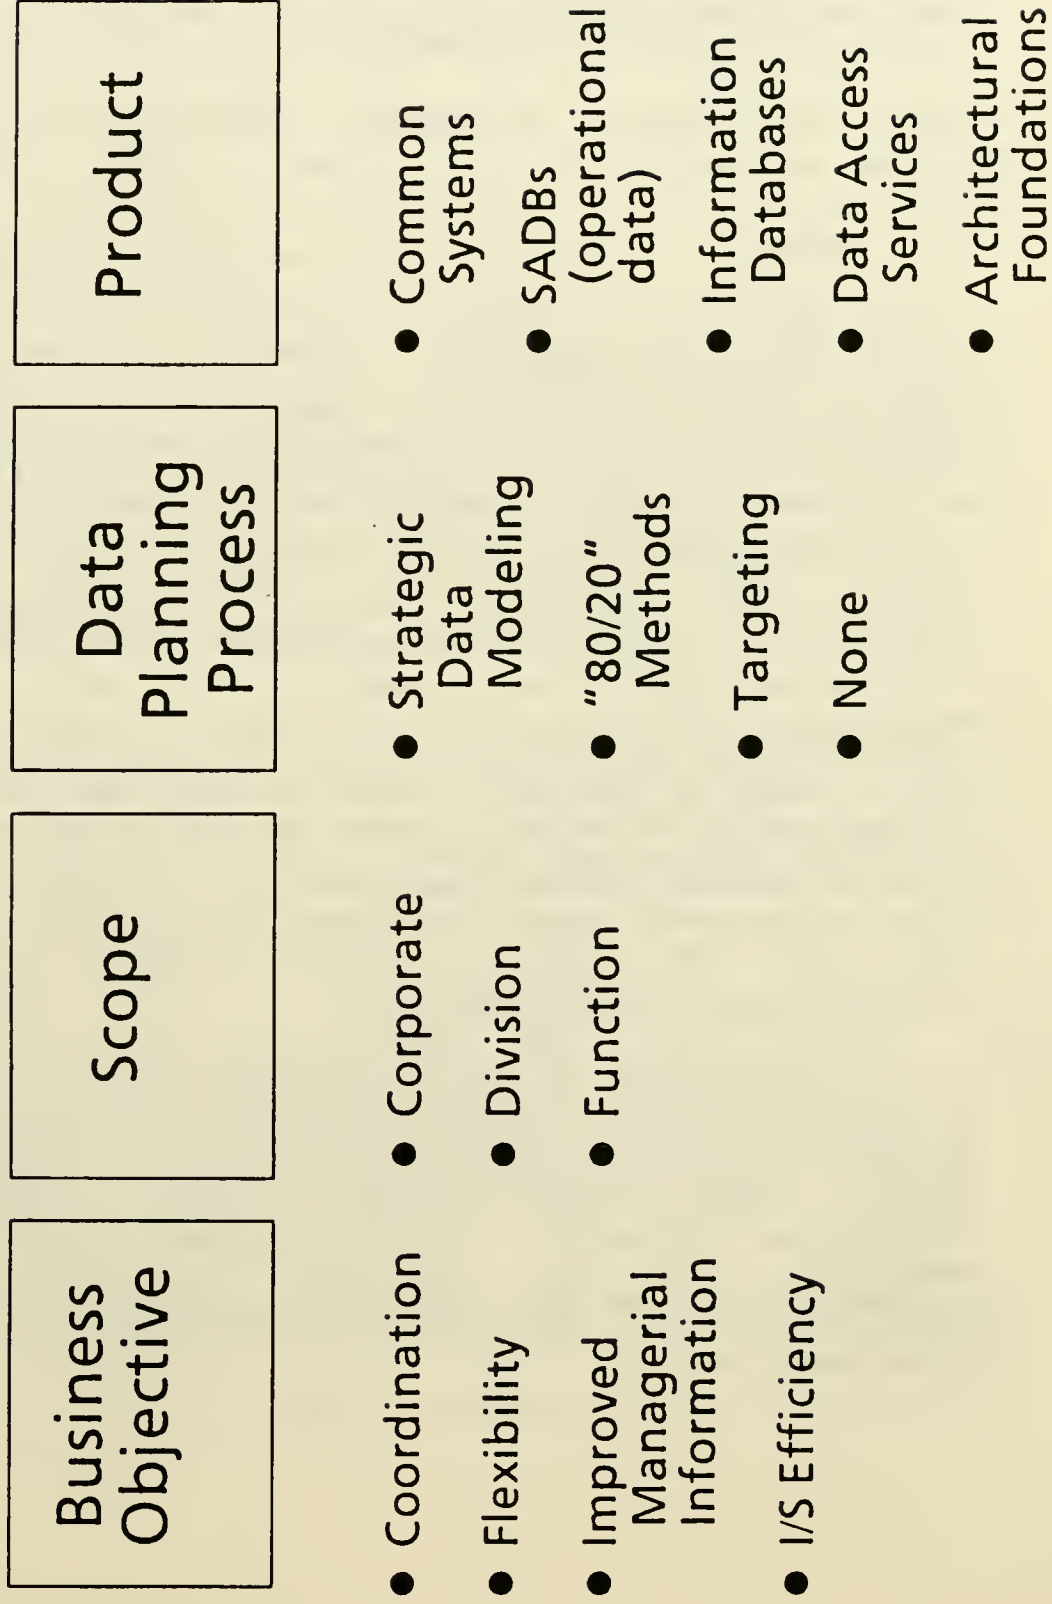 Business
Objective
• Coordination
• Flexibility
• Improved
Managerial
Information
• I/S Efficiency
Scope
• Corporate
• Division
• Function
Data
Planning
Process
• Strategic
Data
Modeling
• "80/20"
Methods
• Targeting
• None
Product
• Common
Systems
• SADBs
(operational
data)
• Information
Databases
• Data Access
Services
• Architectural
Foundations